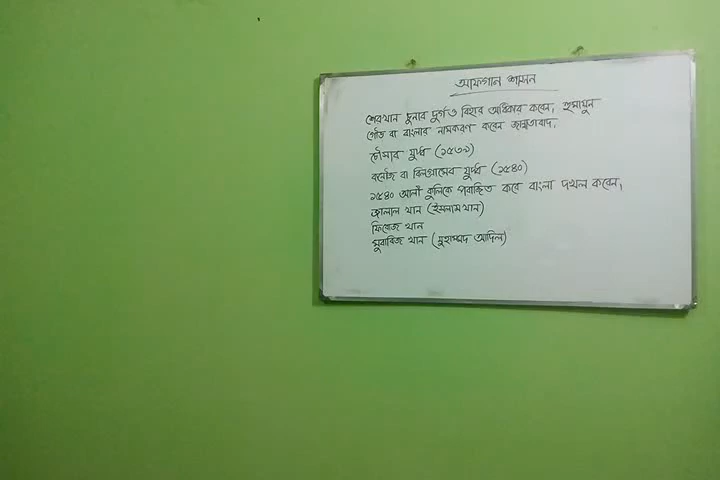 আফগান শাসন
শেরখান চুনার দুর্গ ও বিহার অধিকার করেন, হুমায়ুন
গৌড় বা বাংলার নামকরণ করেন জান্নাতাবাদ,
চৌসার যুদ্ধ (১৫৩৯)
কনৌজ বা বিলগ্রামের যুদ্ধ (১৫৪০)
১৫৪০ আলী কুলিকে পরাজিত করে বাংলা দখল করেন,
জালাল খান (ইসলাম খান)
ফিরোজ খান
মুবারিজ খান (মুহাম্মদ আদিল)